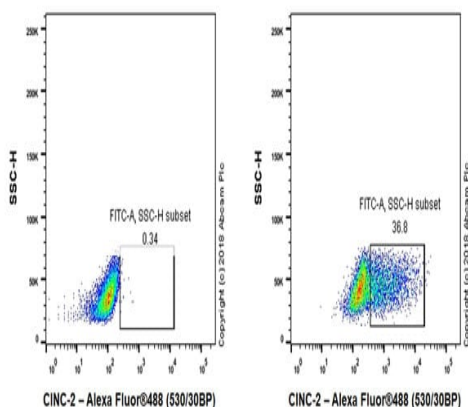 SSC-H
250K
200K
150K
100K
50K
0
FITC-A, SSC-H subset
0.34
10^0 10^1 10^2 10^3 10^4 10^5
CINC-2 – Alexa Fluor®488 (530/30BP)
Copyright (c) 2018 Abcam Plc
SSC-H
250K
200K
150K
100K
50K
0
FITC-A, SSC-H subset
36.8
10^0 10^1 10^2 10^3 10^4 10^5
CINC-2 – Alexa Fluor®488 (530/30BP)
Copyright (c) 2018 Abcam Plc